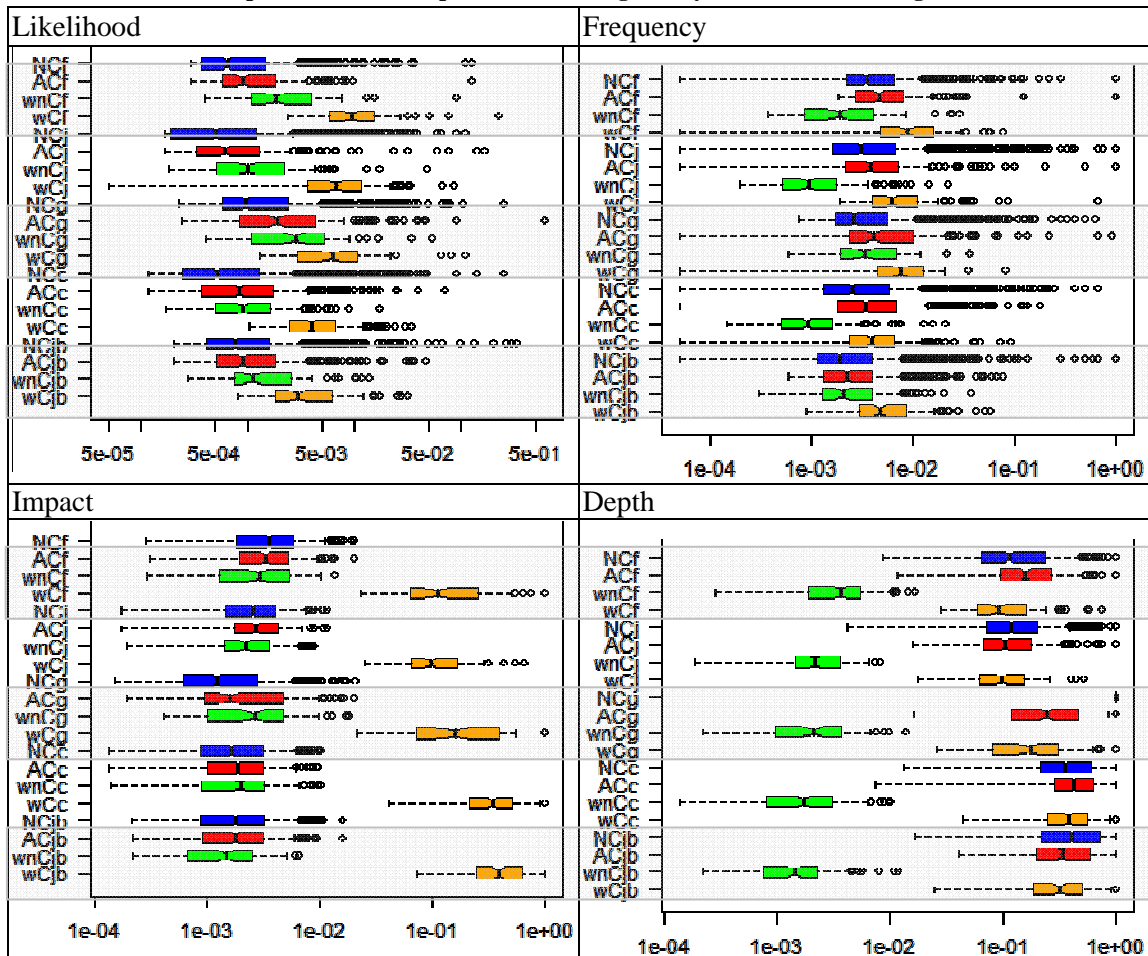 Likelihood
NCf
ACf
wnCf
wCf
NCj
ACj
wnCj
wCj
NCg
ACg
wnCg
wCg
NCc
ACc
wnCc
wCc
NCjb
ACjb
wnCjb
wCjb
5e-05 5e-04 5e-03 5e-02 5e-01
Frequency
NCf
ACf
wnCf
wCf
NCj
ACj
wnCj
wCj
NCg
ACg
wnCg
wCg
NCc
ACc
wnCc
wCc
NCjb
ACjb
wnCjb
wCjb
1e-04 1e-03 1e-02 1e-01 1e+00
Impact
NCf
ACf
wnCf
wCf
NCj
ACj
wnCj
wCj
NCg
ACg
wnCg
wCg
NCc
ACc
wnCc
wCc
NCjb
ACjb
wnCjb
wCjb
1e-04 1e-03 1e-02 1e-01 1e+00
Depth
NCf
ACf
wnCf
wCf
NCj
ACj
wnCj
wCj
NCg
ACg
wnCg
wCg
NCc
ACc
wnCc
wCc
NCjb
ACjb
wnCjb
wCjb
1e-04 1e-03 1e-02 1e-01 1e+00